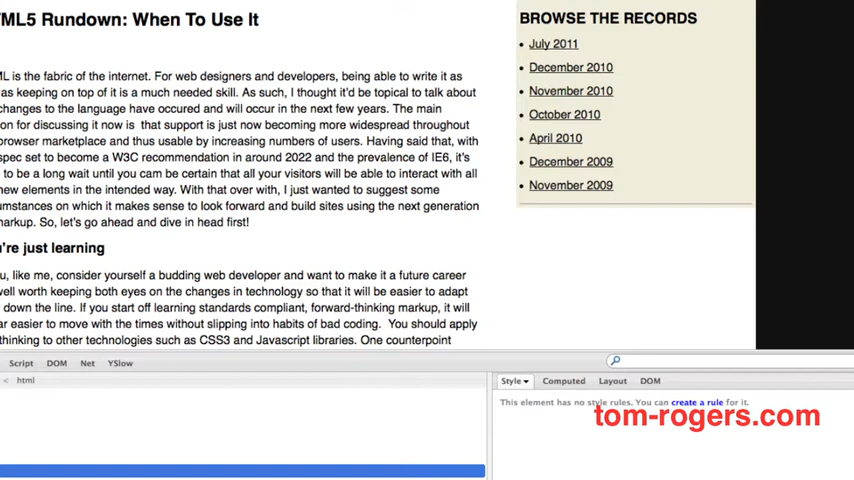 TML5 Rundown: When To Use It
ML is the fabric of the internet. For web designers and developers, being able to write it as
as keeping on top of it is a much needed skill. As such, I thought it'd be topical to talk about
changes to the language have occured and will occur in the next few years. The main
on for discussing it now is that support is just now becoming more widespread throughout
browser marketplace and thus usable by increasing numbers of users. Having said that, with
spec set to become a W3C recommendation in around 2022 and the prevalence of IE6, it's
to be a long wait until you cam be certain that all your visitors will be able to interact with all
new elements in the intended way. With that over with, I just wanted to suggest some
umstances on which it makes sense to look forward and build sites using the next generation
markup. So, let's go ahead and dive in head first!
u're just learning
u, like me, consider yourself a budding web developer and want to make it a future career
well worth keeping both eyes on the changes in technology so that it will be easier to adapt
down the line. If you start off learning standards compliant, forward-thinking markup, it will
ar easier to move with the times without slipping into habits of bad coding. You should apply
thinking to other technologies such as CSS3 and Javascript libraries. One counterpoint
BROWSE THE RECORDS
July 2011
December 2010
November 2010
October 2010
April 2010
December 2009
November 2009
Script DOM Net YSlow
< html
Style Computed Layout DOM
This element has no style rules. You can create a rule for it.
tom-rogers.com